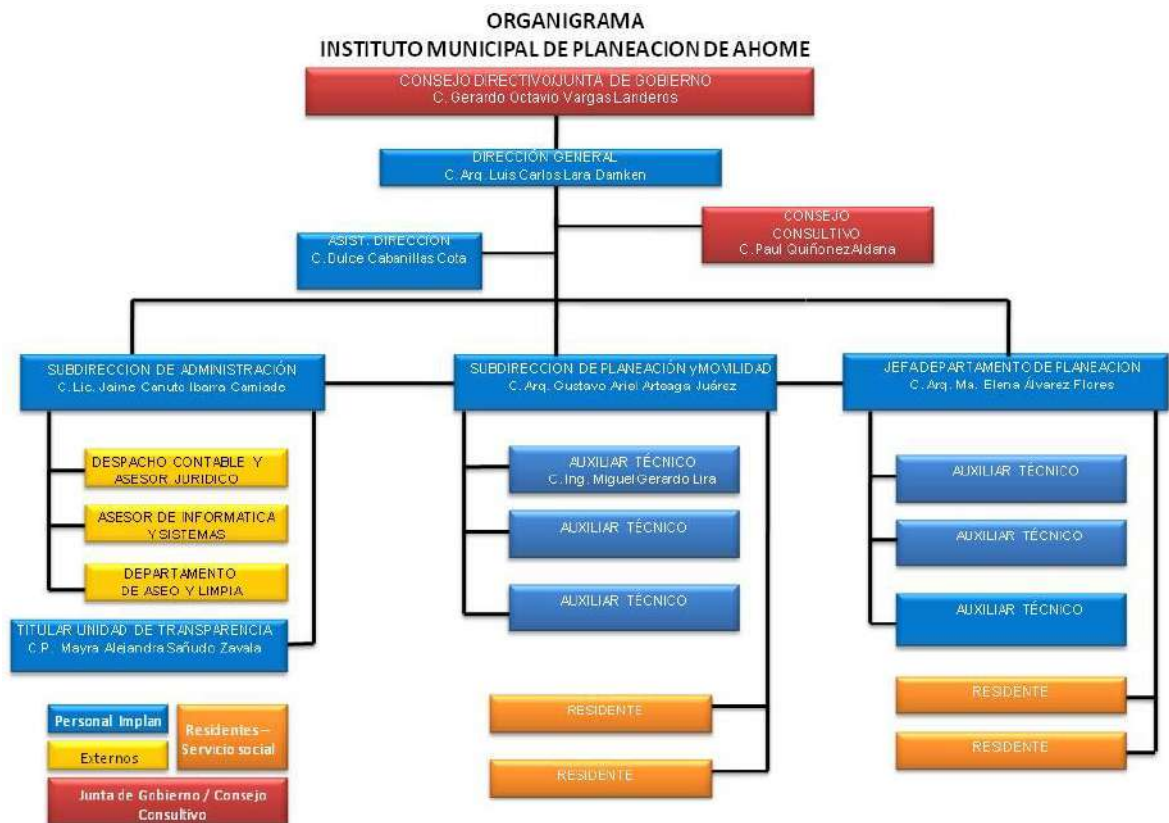 ORGANIGRAMA
INSTITUTO MUNICIPAL DE PLANEACION DE AHOME
CONSEJO DIRECTIVO/JUNTA DE GOBIERNO
C. Gerardo Octavio Vargas Landeros
DIRECCIÓN GENERAL
C. Arq. Luis Carlos Lara Damken
CONSEJO
CONSULTIVO
C. Paul Quiñonez Aldana
ASIST. DIRECCION
C. Dulce Cabanillas Cota
SUBDIRECCION DE ADMINISTRACIÓN
C. Lic. Jaime Canuto Ibarra Camiade
SUBDIRECCION DE PLANEACIÓN y MOVILIDAD
C. Arq. Gustavo Ariel Arteaga Juárez
JEFA DEPARTAMENTO DE PLANEACION
C. Arq. Ma. Elena Álvarez Flores
DESPACHO CONTABLE Y
ASESOR JURIDICO
ASESOR DE INFORMATICA
Y SISTEMAS
DEPARTAMENTO
DE ASEO Y LIMPIA
TITULAR UNIDAD DE TRANSPARENCIA
C.P. Mayra Alejandra Sañudo Zavala
AUXILIAR TÉCNICO
C. Ing. Miguel Gerardo Lira
AUXILIAR TÉCNICO
AUXILIAR TÉCNICO
RESIDENTE
RESIDENTE
AUXILIAR TÉCNICO
AUXILIAR TÉCNICO
AUXILIAR TÉCNICO
RESIDENTE
RESIDENTE
Personal Implan
Externos
Residentes –
Servicio social
Junta de Gobierno / Consejo
Consultivo